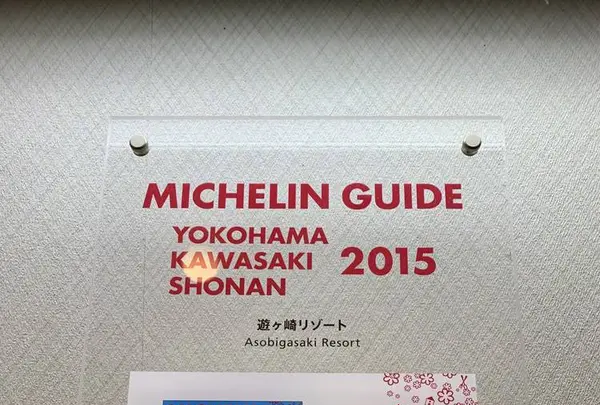 MICHELIN GUIDE
YOKOHAMA
KAWASAKI 2015
SHONAN
遊ヶ崎リゾート
Asobigasaki Resort